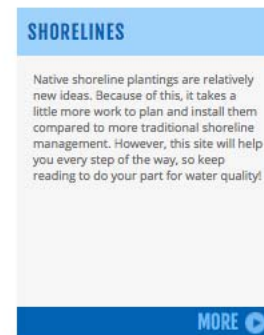 SHORELINES
Native shoreline plantings are relatively
new ideas. Because of this, it takes a
little more work to plan and install them
compared to more traditional shoreline
management. However, this site will help
you every step of the way, so keep
reading to do your part for water quality!
MORE